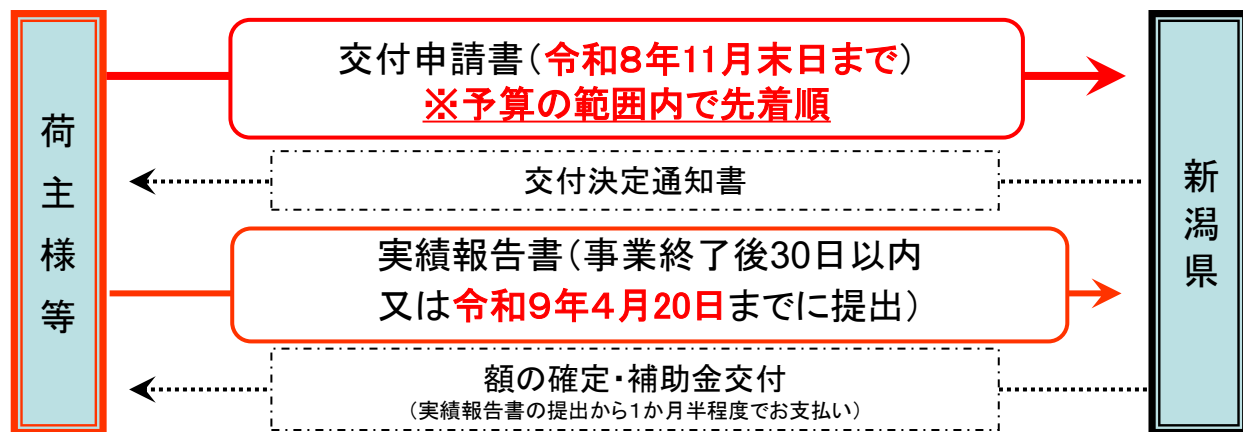 荷主様等
交付申請書（令和８年11月末日まで）
※予算の範囲内で先着順
交付決定通知書
実績報告書（事業終了後30日以内
又は令和９年４月20日までに提出）
額の確定・補助金交付
（実績報告書の提出から１か月半程度でお支払い）
新潟県